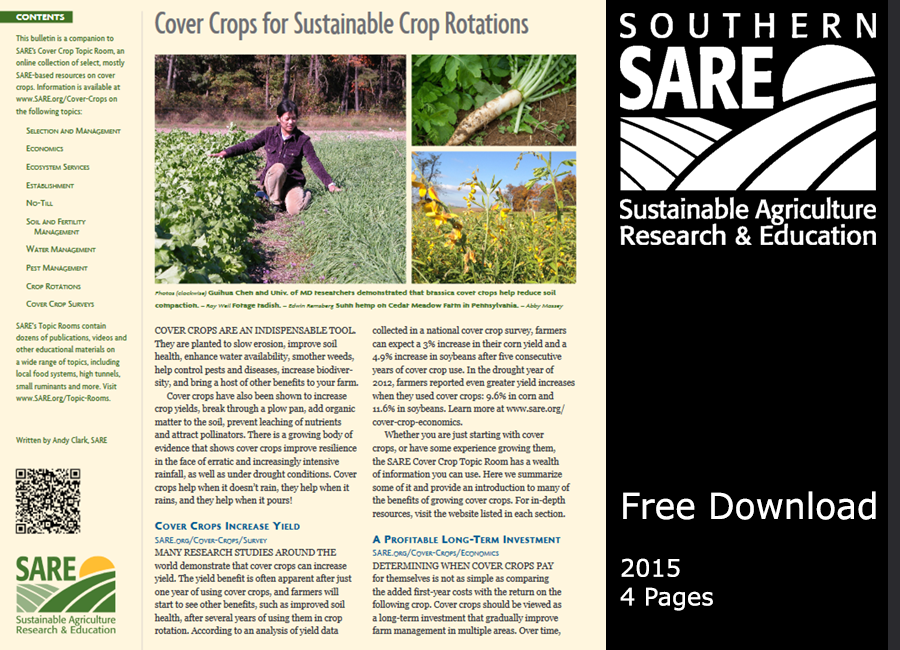 CONTENTS
This bulletin is a companion to
SARE's Cover Crop Topic Room, an
online collection of select, mostly
SARE-based resources on cover
crops. Information is available at
www.SARE.org/Cover-Crops on
the following topics:
Selection and Management
Economics
Ecosystem Services
Establishment
No-Till
Soil and Fertility
Management
Water Management
Pest Management
Crop Rotations
Cover Crop Surveys
SARE's Topic Rooms contain
dozens of publications, videos and
other educational materials on
a wide range of topics, including
local food systems, high tunnels,
small ruminants and more. Visit
www.SARE.org/Topic-Rooms.
Written by Andy Clark, SARE
SARE
Sustainable Agriculture
Research & Education
Cover Crops for Sustainable Crop Rotations
Photos (clockwise) Guihua Chen and Univ. of MD researchers demonstrated that brassica cover crops help reduce soil
compaction. – Ray Weil Forage radish. – Edwin Remsberg Sunn hemp on Cedar Meadow Farm in Pennsylvania. – Abby Massey
COVER CROPS ARE AN INDISPENSABLE TOOL.
They are planted to slow erosion, improve soil
health, enhance water availability, smother weeds,
help control pests and diseases, increase biodiver-
sity, and bring a host of other benefits to your farm.
Cover crops have also been shown to increase
crop yields, break through a plow pan, add organic
matter to the soil, prevent leaching of nutrients
and attract pollinators. There is a growing body of
evidence that shows cover crops improve resilience
in the face of erratic and increasingly intensive
rainfall, as well as under drought conditions. Cover
crops help when it doesn't rain, they help when it
rains, and they help when it pours!
Cover Crops Increase Yield
SARE.org/Cover-Crops/Survey
MANY RESEARCH STUDIES AROUND THE
world demonstrate that cover crops can increase
yield. The yield benefit is often apparent after just
one year of using cover crops, and farmers will
start to see other benefits, such as improved soil
health, after several years of using them in crop
rotation. According to an analysis of yield data
collected in a national cover crop survey, farmers
can expect a 3% increase in their corn yield and a
4.9% increase in soybeans after five consecutive
years of cover crop use. In the drought year of
2012, farmers reported even greater yield increases
when they used cover crops: 9.6% in corn and
11.6% in soybeans. Learn more at www.sare.org/
cover-crop-economics.
Whether you are just starting with cover
crops, or have some experience growing them,
the SARE Cover Crop Topic Room has a wealth
of information you can use. Here we summarize
some of it and provide an introduction to many of
the benefits of growing cover crops. For in-depth
resources, visit the website listed in each section.
A Profitable Long-Term Investment
SARE.org/Cover-Crops/Economics
DETERMINING WHEN COVER CROPS PAY
for themselves is not as simple as comparing
the added first-year costs with the return on the
following crop. Cover crops should be viewed as
a long-term investment that gradually improve
farm management in multiple areas. Over time,
SOUTHERN
SARE
Sustainable Agriculture
Research & Education
Free Download
2015
4 Pages